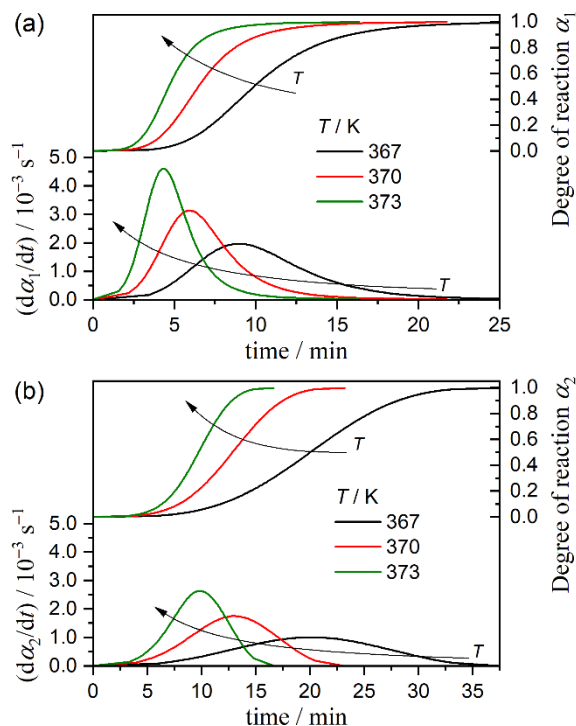 (a)
T
T / K
367
370
373
T
1.0
0.8
0.6
0.4
0.2
0.0
Degree of reaction α₁
5.0
4.0
3.0
2.0
1.0
0.0
(dα₁/dt) / 10⁻³ s⁻¹
0 5 10 15 20 25
time / min
(b)
T
T / K
367
370
373
T
1.0
0.8
0.6
0.4
0.2
0.0
Degree of reaction α₂
5.0
4.0
3.0
2.0
1.0
0.0
(dα₂/dt) / 10⁻³ s⁻¹
0 5 10 15 20 25 30 35
time / min